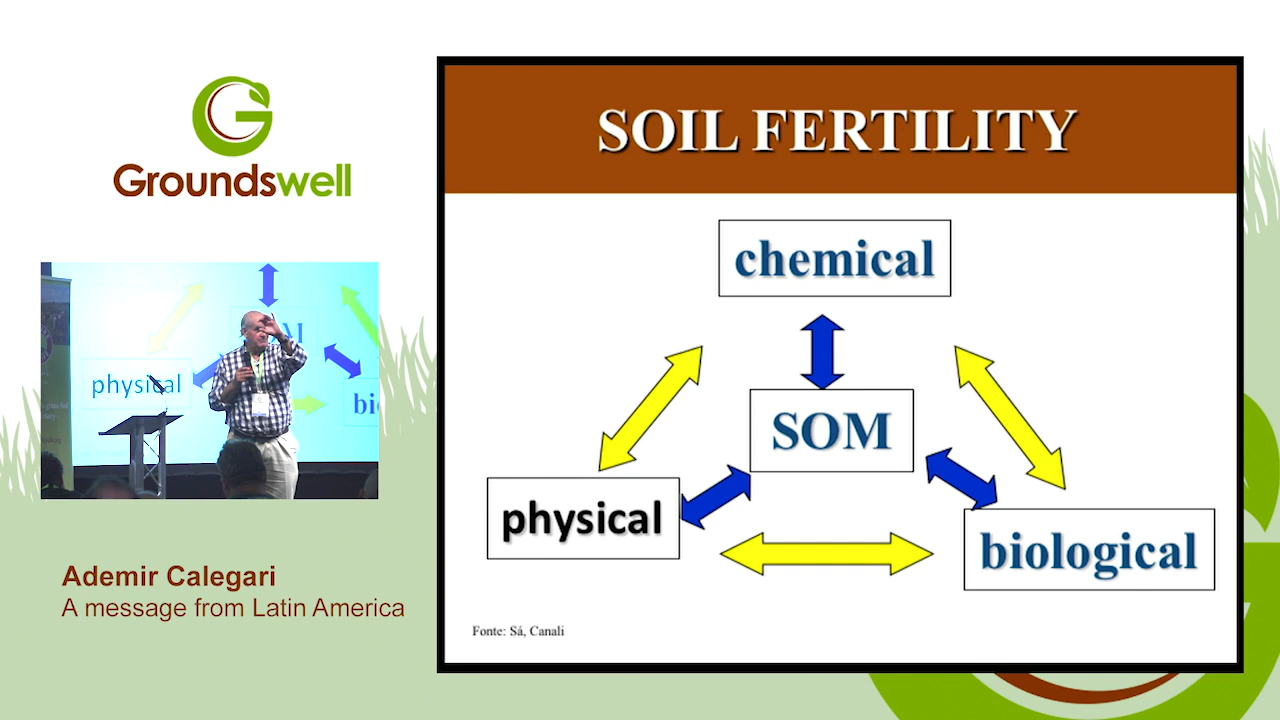 Groundswell
SOIL FERTILITY
chemical
SOM
physical
biological
Fonte: Sá, Canali
physical
Ademir Calegari
A message from Latin America